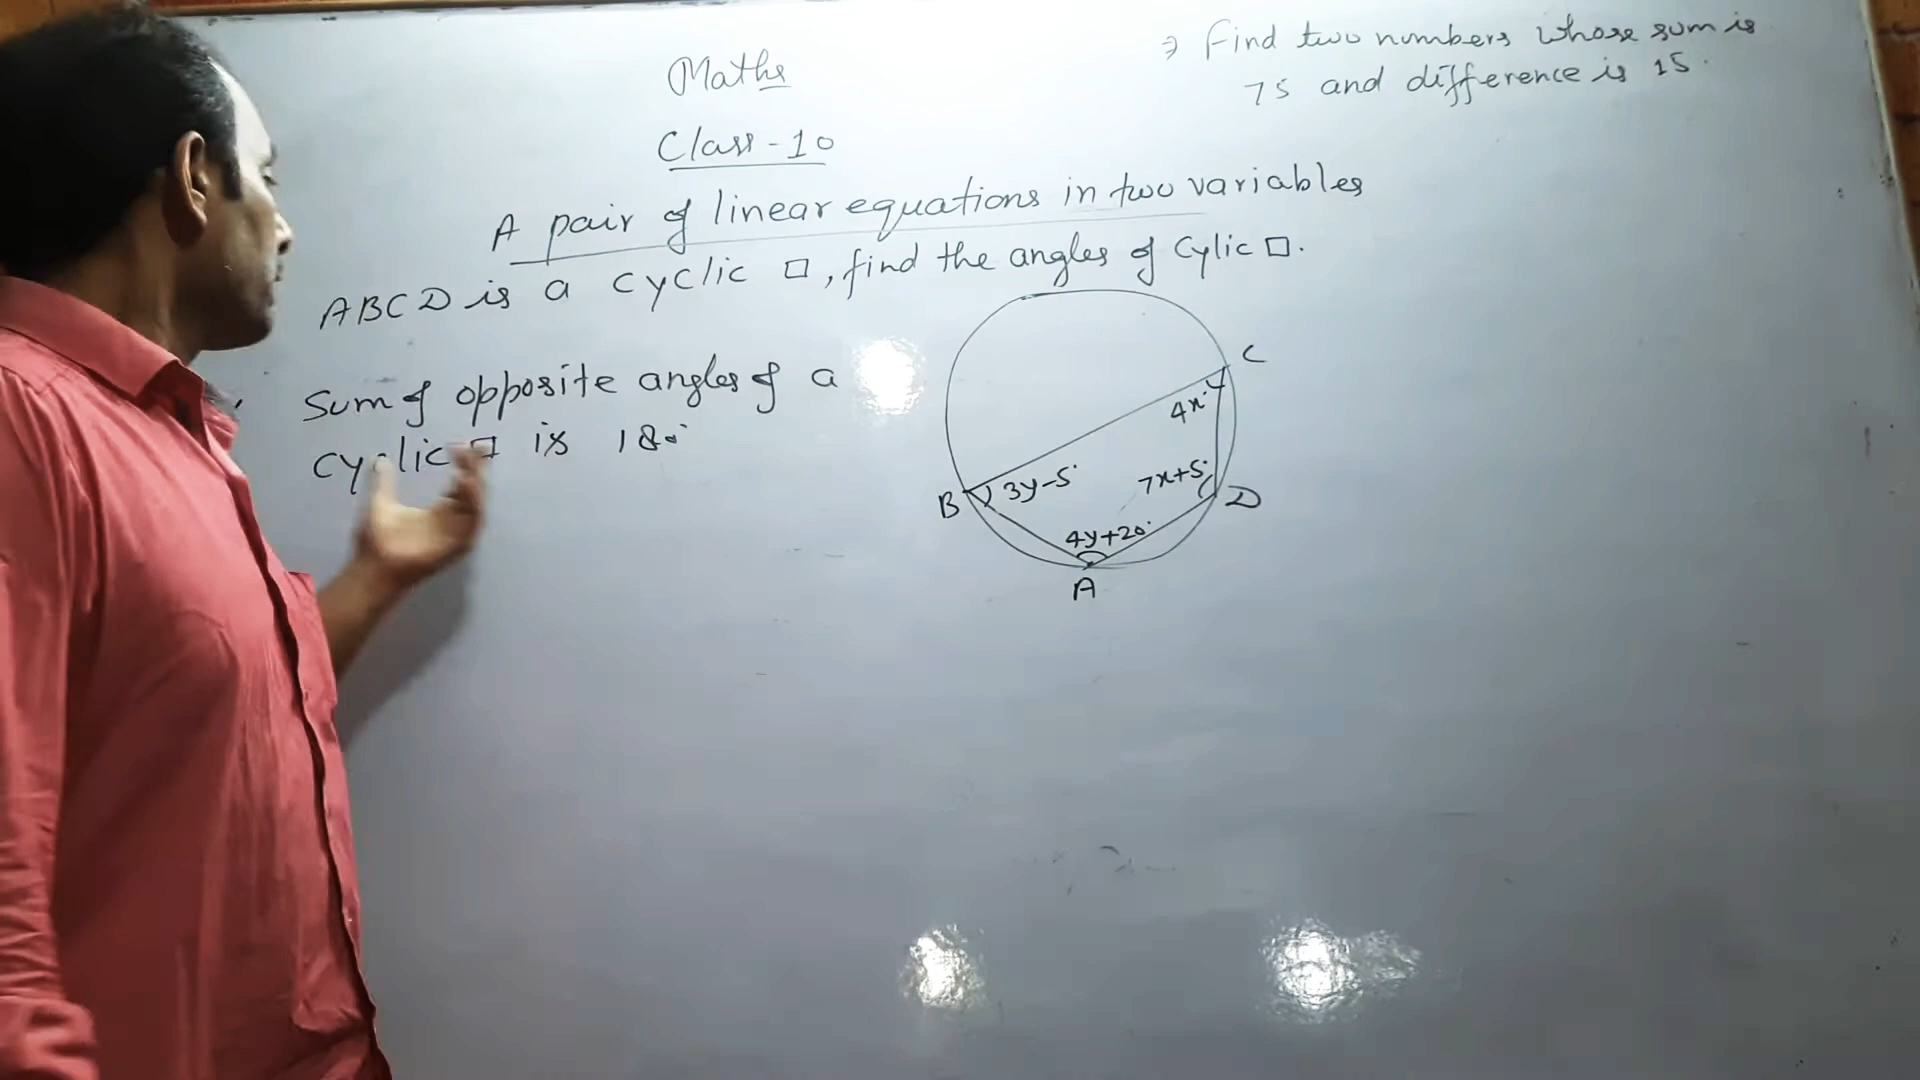 Maths
⇒ Find two numbers whose sum is
75 and difference is 15.
Class-10
A pair of linear equations in two variables
ABCD is a cyclic □, find the angles of Cylic □.
Sum of opposite angles of a
cyclic □ is 180°
C
4x°
B
3y-5°
7x+5°
D
4y+20°
A